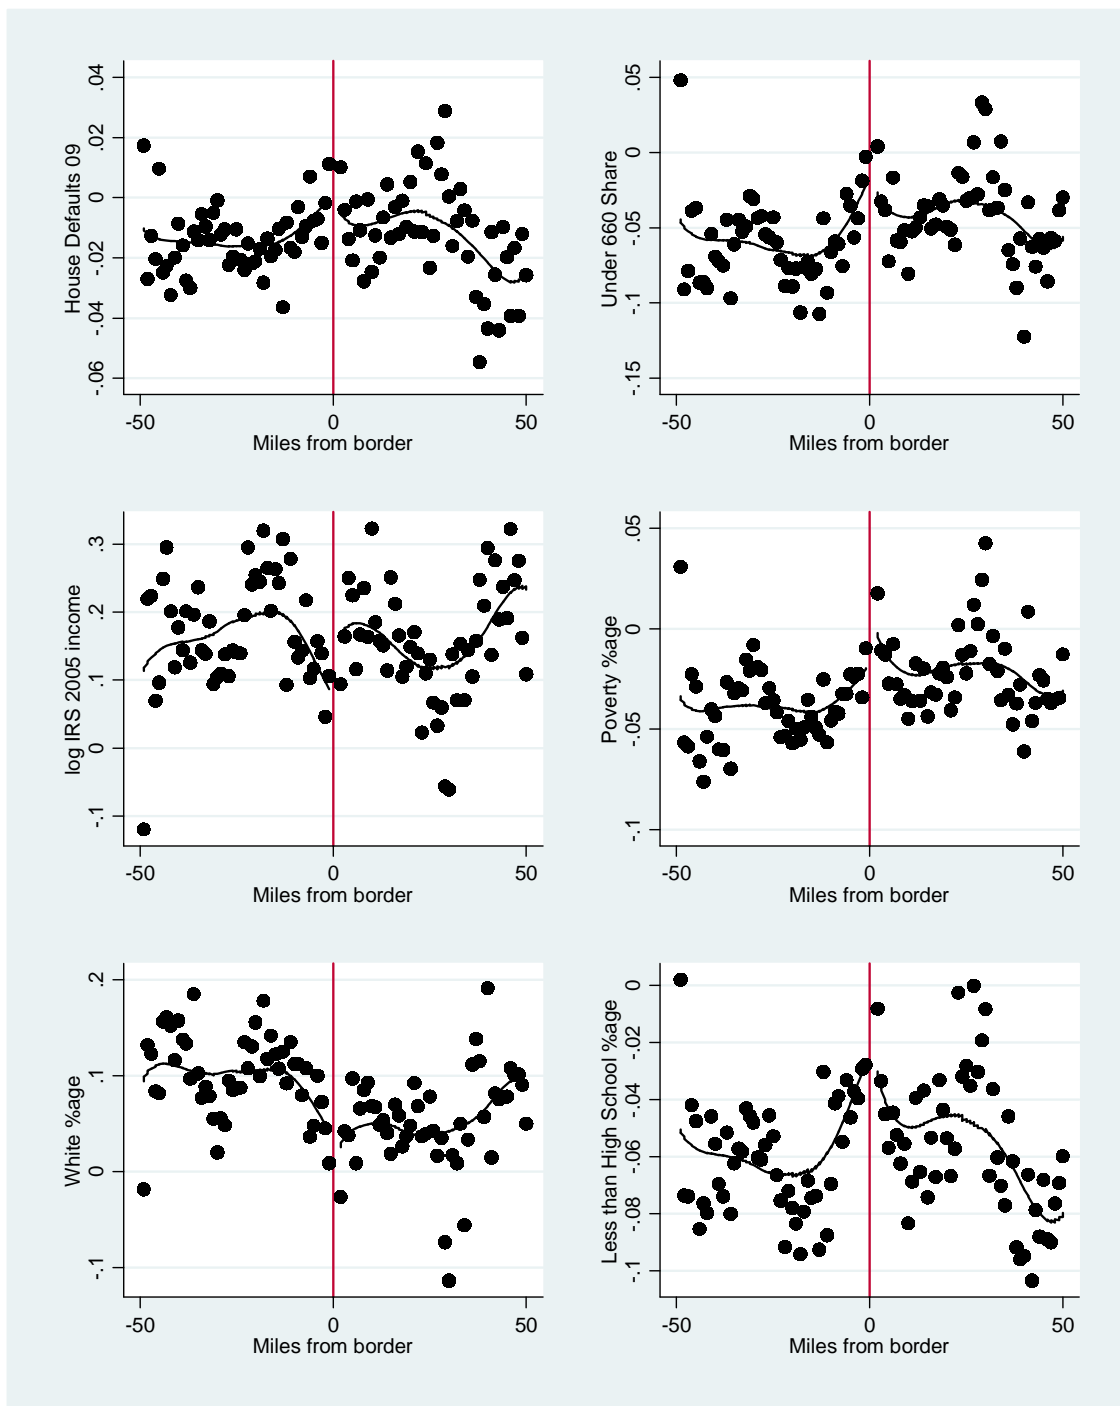 House Defaults 09
.04
.02
0
-.02
-.04
-.06
-50 0 50
Miles from border
Under 660 Share
.05
0
-.05
-.1
-.15
-50 0 50
Miles from border
log IRS 2005 income
.3
.2
.1
0
-.1
-50 0 50
Miles from border
Poverty %age
.05
0
-.05
-.1
-50 0 50
Miles from border
White %age
.2
.1
0
-.1
-50 0 50
Miles from border
Less than High School %age
0
-.02
-.04
-.06
-.08
-.1
-50 0 50
Miles from border